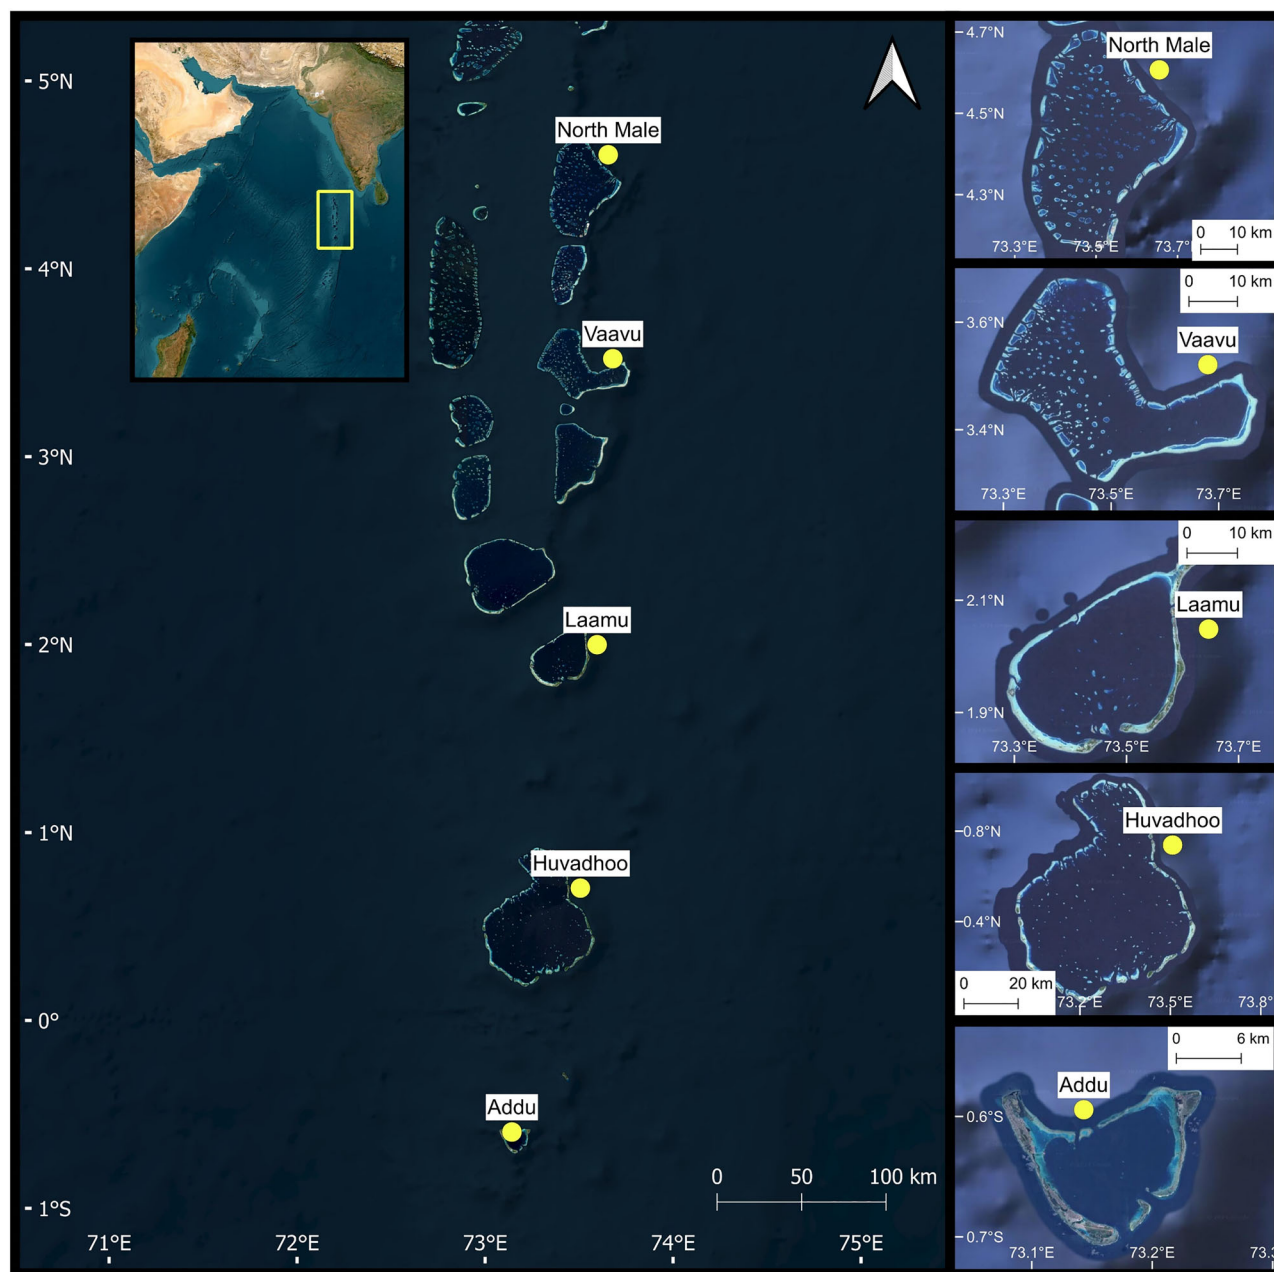 5°N
4°N
3°N
2°N
1°N
0°
1°S
71°E
72°E
73°E
74°E
75°E
North Male
Vaavu
Laamu
Huvadhoo
Addu
0 50 100 km
4.7°N
4.5°N
4.3°N
North Male
73.3°E 73.5°E 73.7°
0 10 km
0 10 km
3.6°N
3.4°N
Vaavu
73.3°E 73.5°E 73.7°E
0 10 km
2.1°N
1.9°N
Laamu
73.3°E 73.5°E 73.7°E
Huvadhoo
0.8°N
0.4°N
0 20 km
73.2°E 73.5°E 73.8°
0 6 km
Addu
0.6°S
0.7°S
73.1°E 73.2°E 73.3